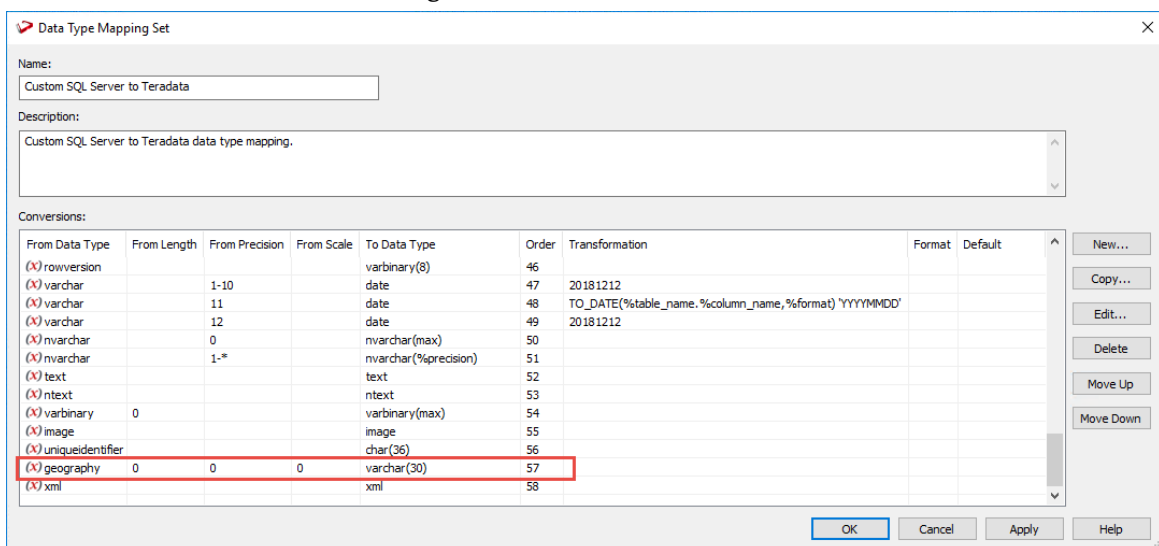 Data Type Mapping Set
Name:
Custom SQL Server to Teradata
Description:
Custom SQL Server to Teradata data type mapping.
Conversions:
From Data Type From Length From Precision From Scale To Data Type Order Transformation Format Default
(x) rowversion varbinary(8) 46
(x) varchar 1-10 date 47 20181212
(x) varchar 11 date 48 TO_DATE(%table_name.%column_name,%format) 'YYYYMMDD'
(x) varchar 12 date 49 20181212
(x) nvarchar 0 nvarchar(max) 50
(x) nvarchar 1-* nvarchar(%precision) 51
(x) text text 52
(x) ntext ntext 53
(x) varbinary 0 varbinary(max) 54
(x) image image 55
(x) uniqueidentifier char(36) 56
(x) geography 0 0 0 varchar(30) 57
(x) xml xml 58
New...
Copy...
Edit...
Delete
Move Up
Move Down
OK Cancel Apply Help